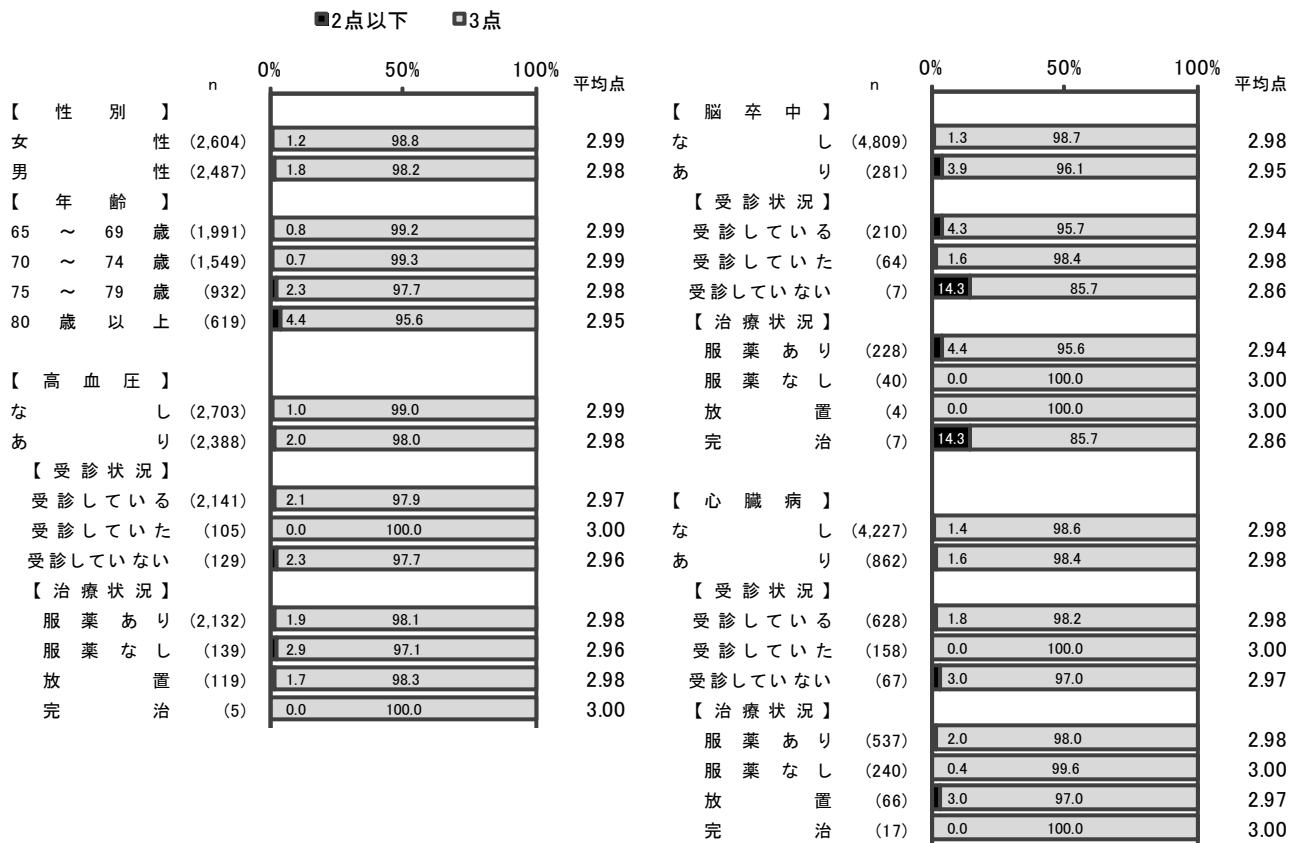 ■2点以下 □3点
n 0% 50% 100% 平均点
【性別】
女性 (2,604) 1.2 98.8 2.99
男性 (2,487) 1.8 98.2 2.98
【年齢】
65～69歳 (1,991) 0.8 99.2 2.99
70～74歳 (1,549) 0.7 99.3 2.99
75～79歳 (932) 2.3 97.7 2.98
80歳以上 (619) 4.4 95.6 2.95
【高血圧】
なし (2,703) 1.0 99.0 2.99
あり (2,388) 2.0 98.0 2.98
【受診状況】
受診している (2,141) 2.1 97.9 2.97
受診していた (105) 0.0 100.0 3.00
受診していない (129) 2.3 97.7 2.96
【治療状況】
服薬あり (2,132) 1.9 98.1 2.98
服薬なし (139) 2.9 97.1 2.96
放置 (119) 1.7 98.3 2.98
完治 (5) 0.0 100.0 3.00
n 0% 50% 100% 平均点
【脳卒中】
なし (4,809) 1.3 98.7 2.98
あり (281) 3.9 96.1 2.95
【受診状況】
受診している (210) 4.3 95.7 2.94
受診していた (64) 1.6 98.4 2.98
受診していない (7) 14.3 85.7 2.86
【治療状況】
服薬あり (228) 4.4 95.6 2.94
服薬なし (40) 0.0 100.0 3.00
放置 (4) 0.0 100.0 3.00
完治 (7) 14.3 85.7 2.86
【心臓病】
なし (4,227) 1.4 98.6 2.98
あり (862) 1.6 98.4 2.98
【受診状況】
受診している (628) 1.8 98.2 2.98
受診していた (158) 0.0 100.0 3.00
受診していない (67) 3.0 97.0 2.97
【治療状況】
服薬あり (537) 2.0 98.0 2.98
服薬なし (240) 0.4 99.6 3.00
放置 (66) 3.0 97.0 2.97
完治 (17) 0.0 100.0 3.00